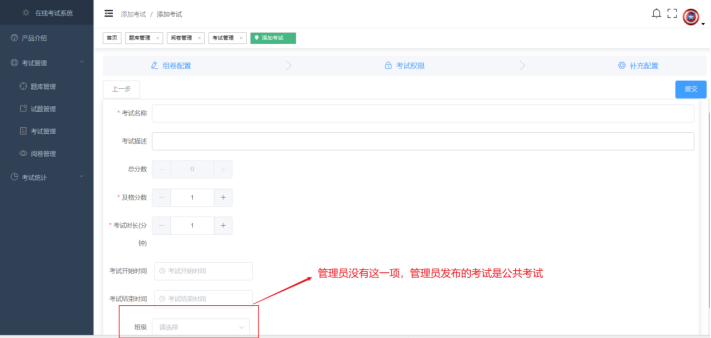 在线考试系统
添加考试 / 添加考试
首页 题库管理 × 阅卷管理 × 考试管理 × 添加考试
产品介绍
考试管理
题库管理
试题管理
考试管理
阅卷管理
考试统计
组卷配置
考试权限
补充配置
上一步
提交
* 考试名称
考试描述
总分数 - 0 +
* 及格分数 - 1 +
* 考试时长(分
钟) - 1 +
考试开始时间 考试开始时间
考试结束时间 考试结束时间
班级 请选择
管理员没有这一项，管理员发布的考试是公共考试